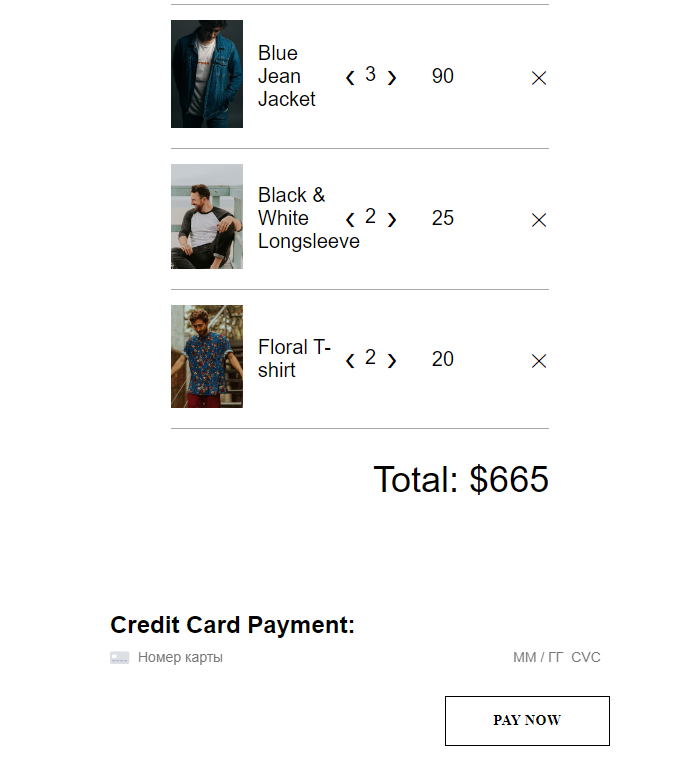 Blue
Jean
Jacket
❮ 3 ❯ 90 ✕
Black &
White
Longsleeve
❮ 2 ❯ 25 ✕
Floral T-
shirt
❮ 2 ❯ 20 ✕
Total: $665
Credit Card Payment:
Номер карты ММ / ГГ CVC
PAY NOW